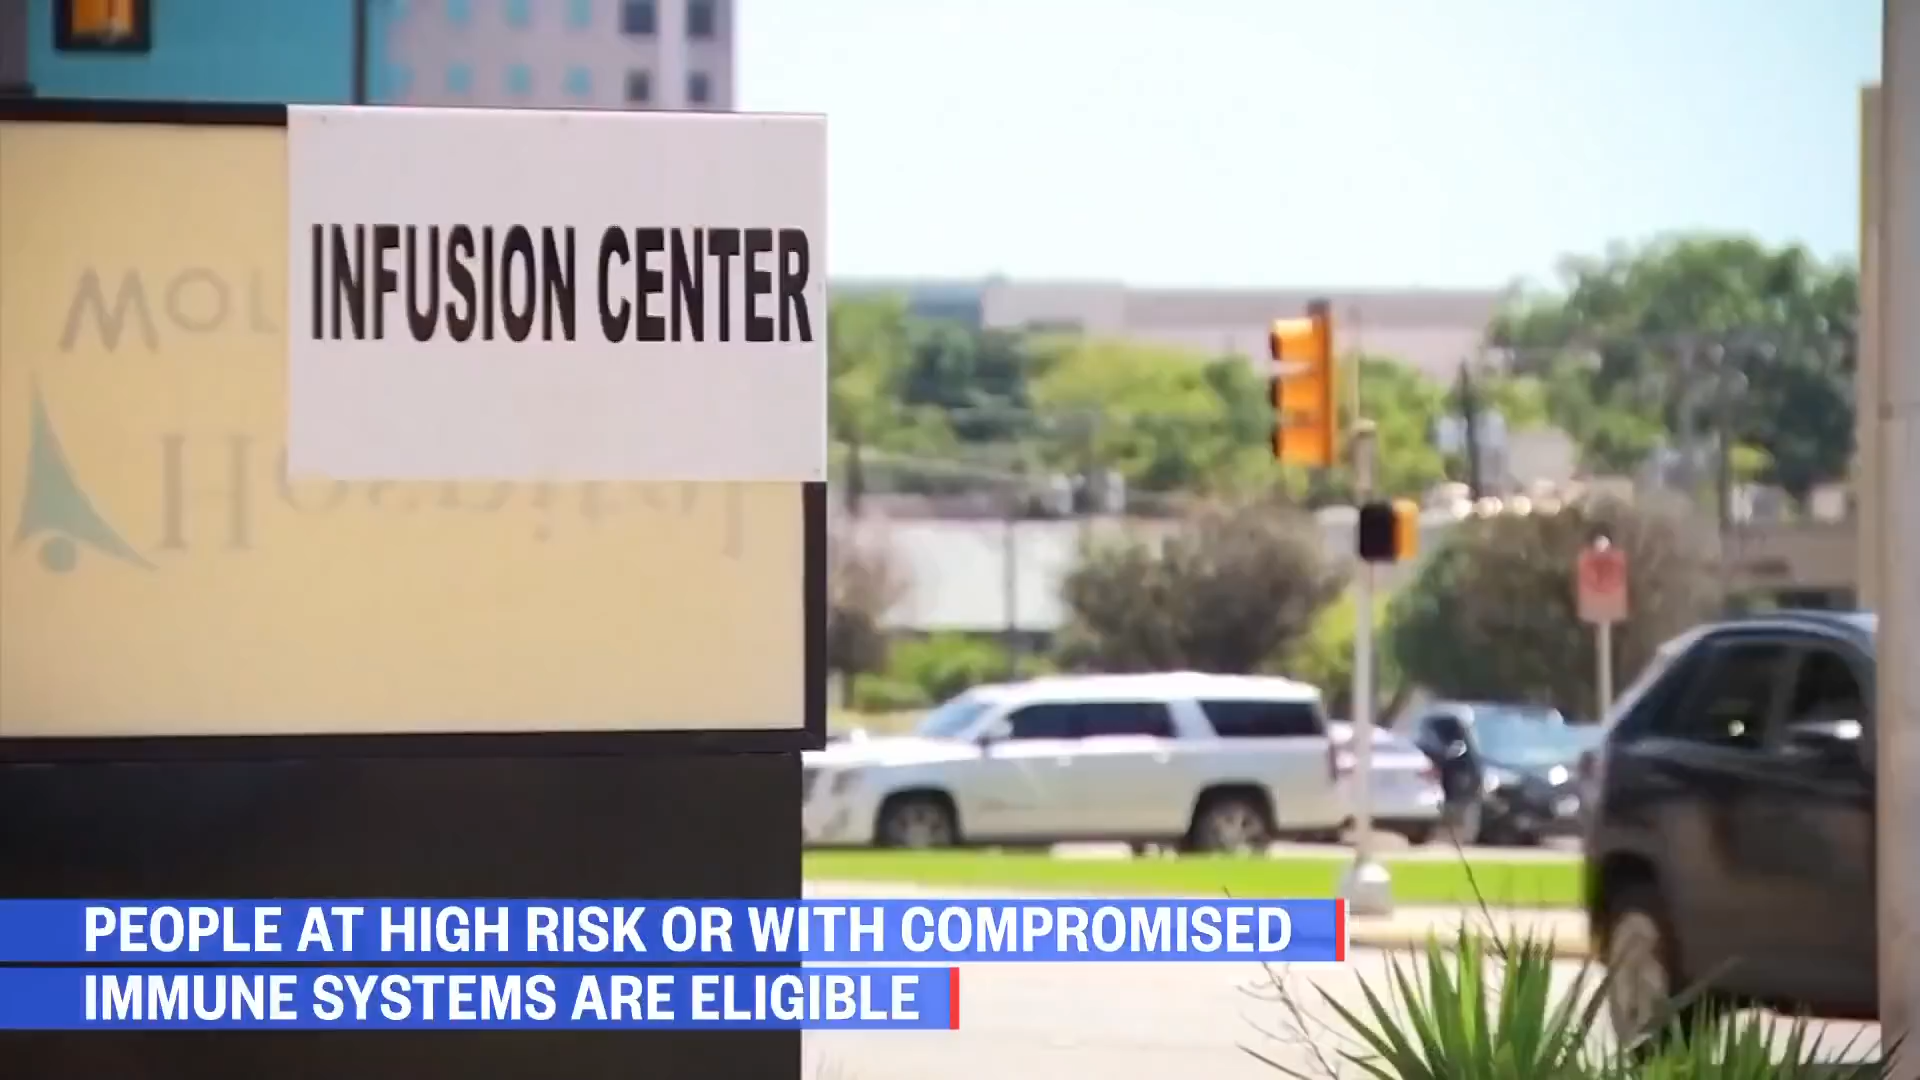 INFUSION CENTER
PEOPLE AT HIGH RISK OR WITH COMPROMISED
IMMUNE SYSTEMS ARE ELIGIBLE